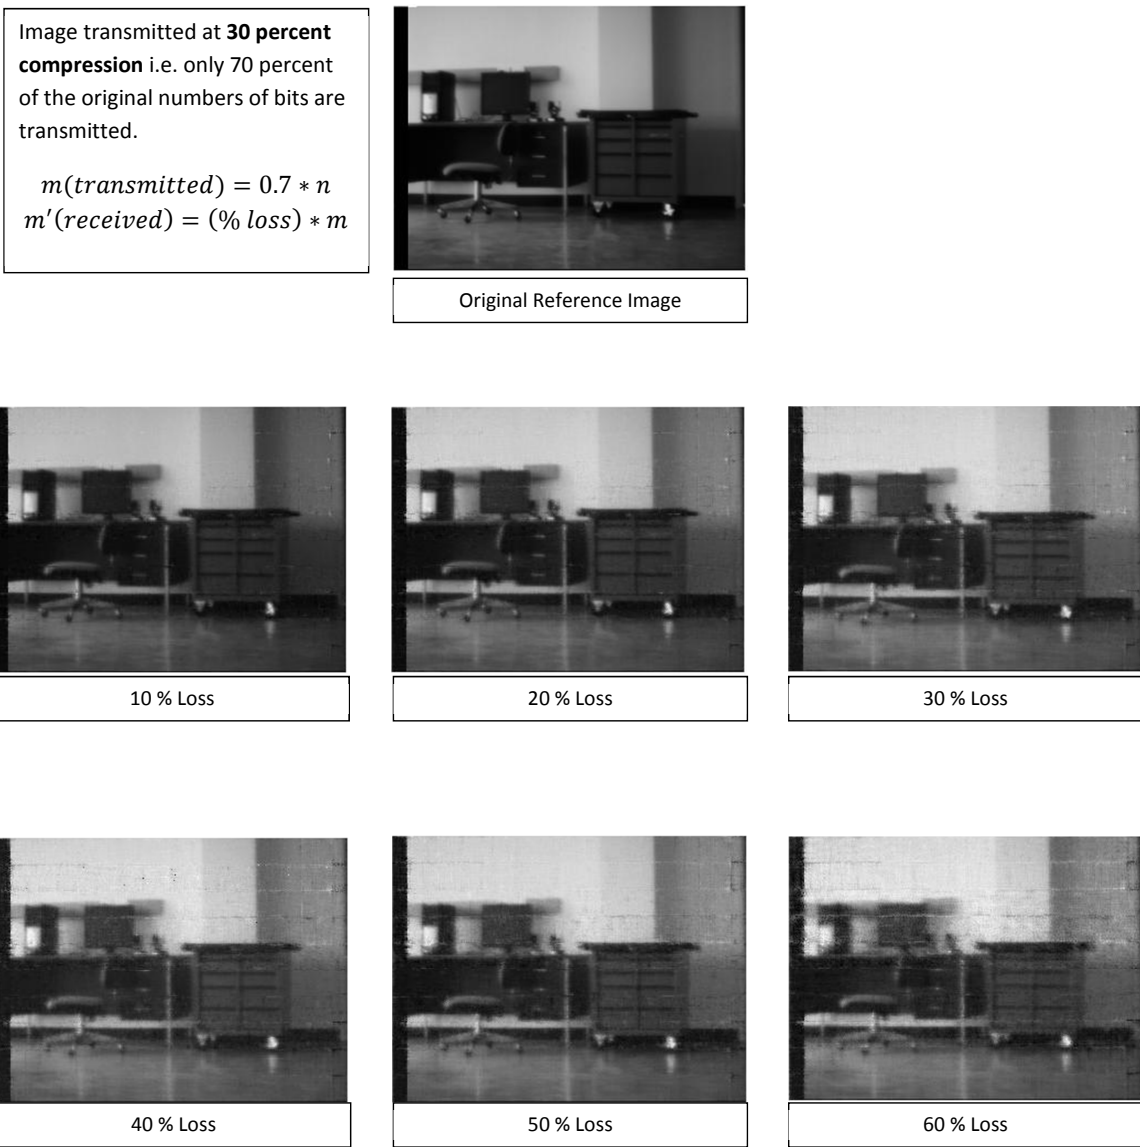 Image transmitted at 30 percent
compression i.e. only 70 percent
of the original numbers of bits are
transmitted.
m(transmitted) = 0.7 * n
m′(received) = (% loss) * m
Original Reference Image
10 % Loss
20 % Loss
30 % Loss
40 % Loss
50 % Loss
60 % Loss